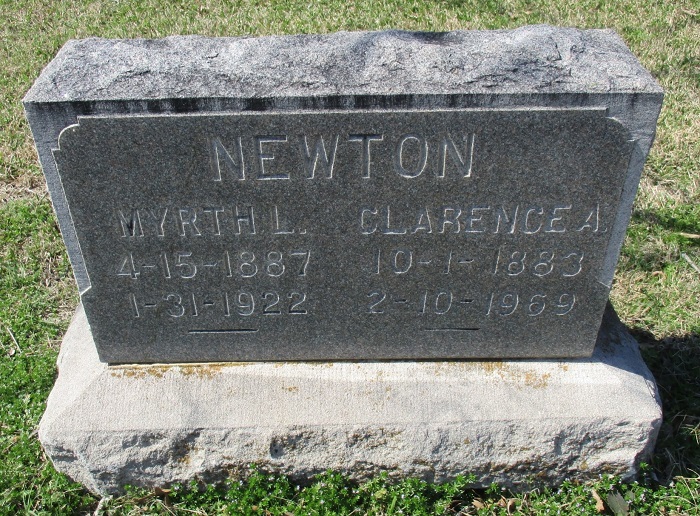 NEWTON
MYRTH L. CLARENCE A.
4-15-1887 10-1-1883
1-31-1922 2-10-1969